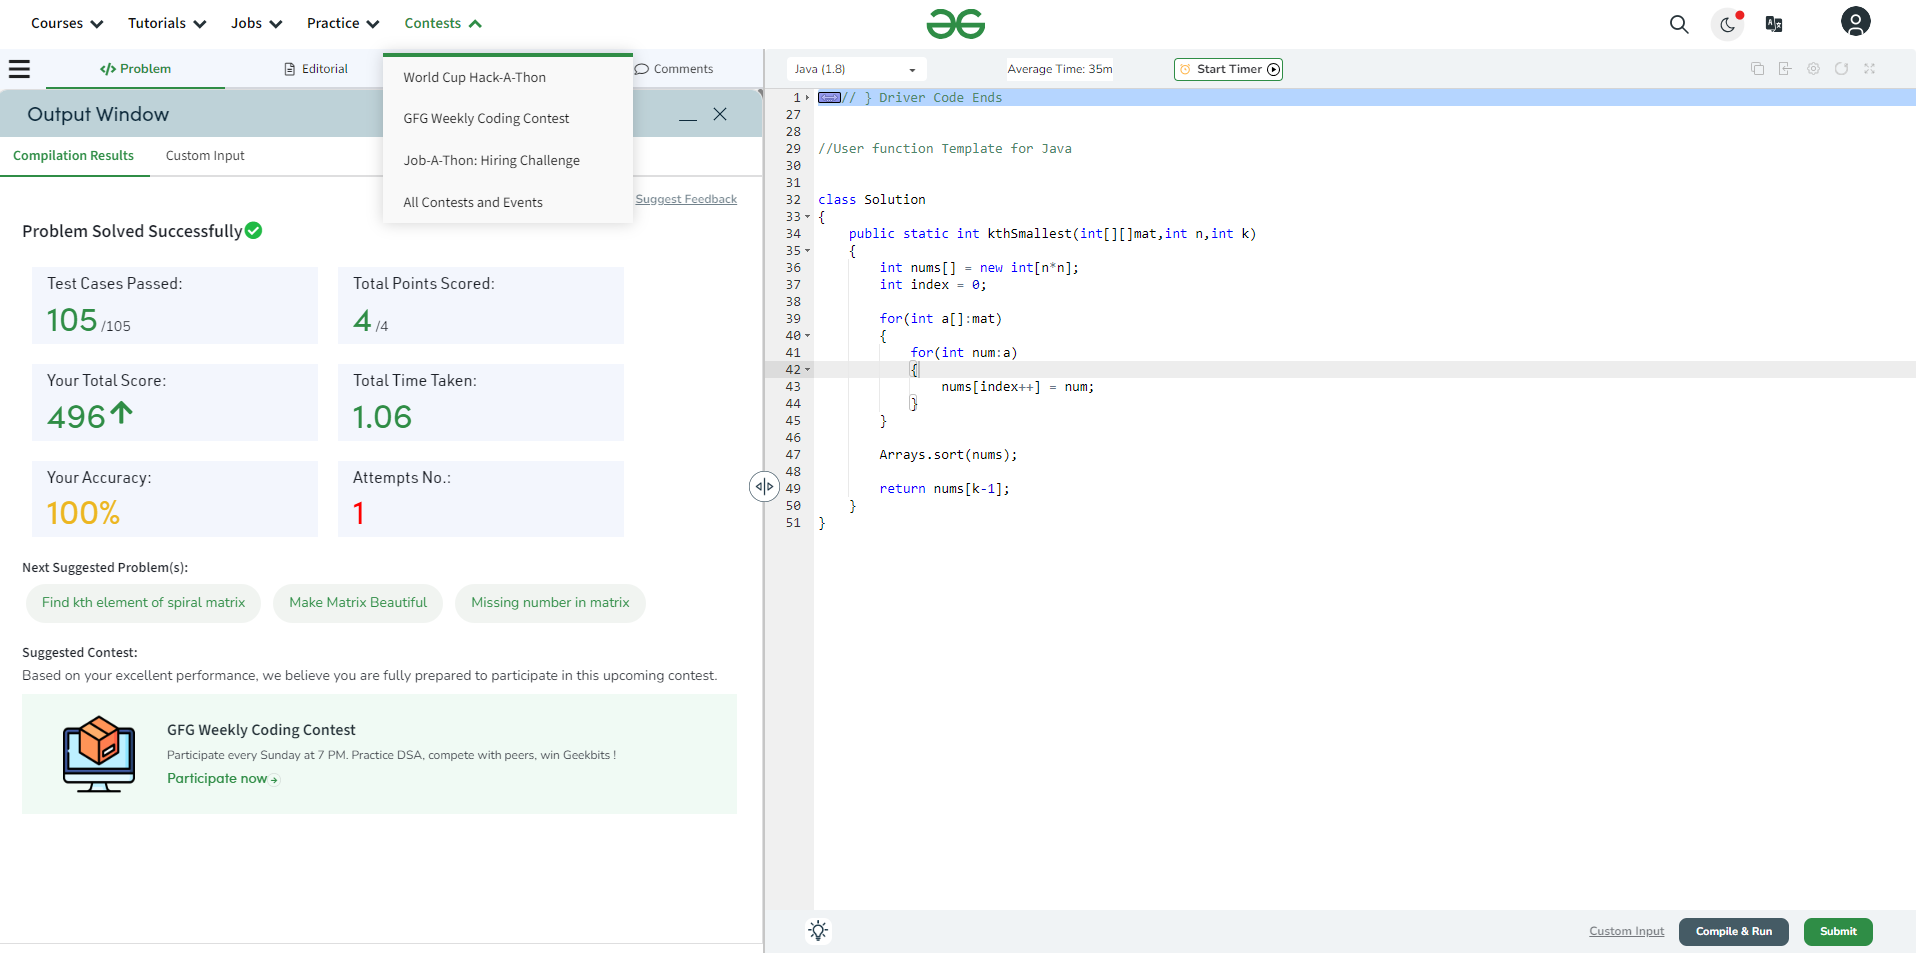 Courses Tutorials Jobs Practice Contests
</> Problem Editorial Comments
World Cup Hack-A-Thon
GFG Weekly Coding Contest
Job-A-Thon: Hiring Challenge
All Contests and Events
Output Window
Compilation Results Custom Input
Suggest Feedback
Problem Solved Successfully
Test Cases Passed:
105 /105
Total Points Scored:
4 /4
Your Total Score:
496
Total Time Taken:
1.06
Your Accuracy:
100%
Attempts No.:
1
Next Suggested Problem(s):
Find kth element of spiral matrix Make Matrix Beautiful Missing number in matrix
Suggested Contest:
Based on your excellent performance, we believe you are fully prepared to participate in this upcoming contest.
GFG Weekly Coding Contest
Participate every Sunday at 7 PM. Practice DSA, compete with peers, win Geekbits !
Participate now
Java (1.8) Average Time: 35m Start Timer
1 // } Driver Code Ends
27
28
29 //User function Template for Java
30
31
32 class Solution
33 {
34 public static int kthSmallest(int[][]mat,int n,int k)
35 {
36 int nums[] = new int[n*n];
37 int index = 0;
38
39 for(int a[]:mat)
40 {
41 for(int num:a)
42 {
43 nums[index++] = num;
44 }
45 }
46
47 Arrays.sort(nums);
48
49 return nums[k-1];
50 }
51 }
Custom Input Compile & Run Submit